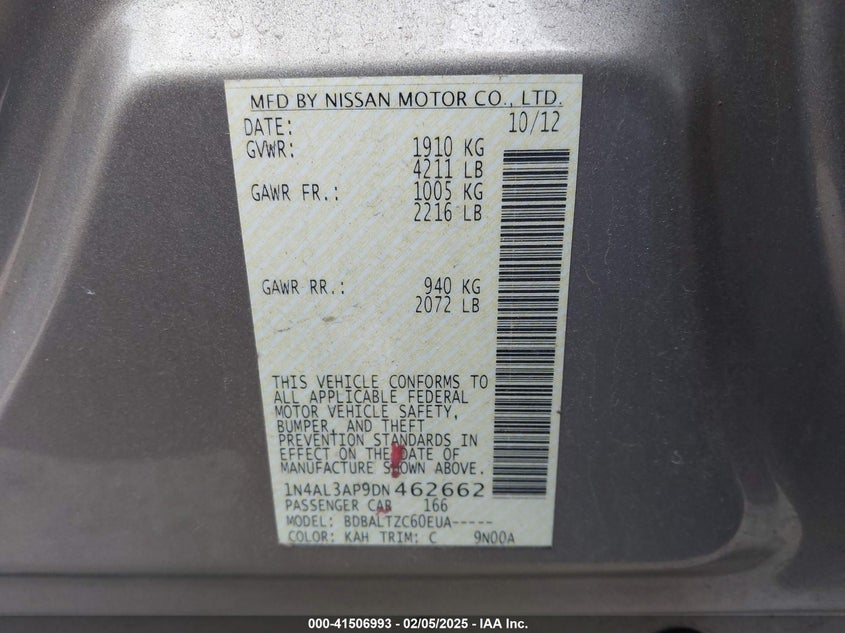 MFD BY NISSAN MOTOR CO., LTD.
DATE: 10/12
GVWR: 1910 KG
4211 LB
GAWR FR.: 1005 KG
2216 LB
GAWR RR.: 940 KG
2072 LB
THIS VEHICLE CONFORMS TO
ALL APPLICABLE FEDERAL
MOTOR VEHICLE SAFETY,
BUMPER, AND THEFT
PREVENTION STANDARDS IN
EFFECT ON THE DATE OF
MANUFACTURE SHOWN ABOVE.
1N4AL3AP9DN462662
PASSENGER CAR 166
MODEL: BDBALTZC60EUA-----
COLOR: KAH TRIM: C 9N00A
000-41506993 - 02/05/2025 - IAA Inc.